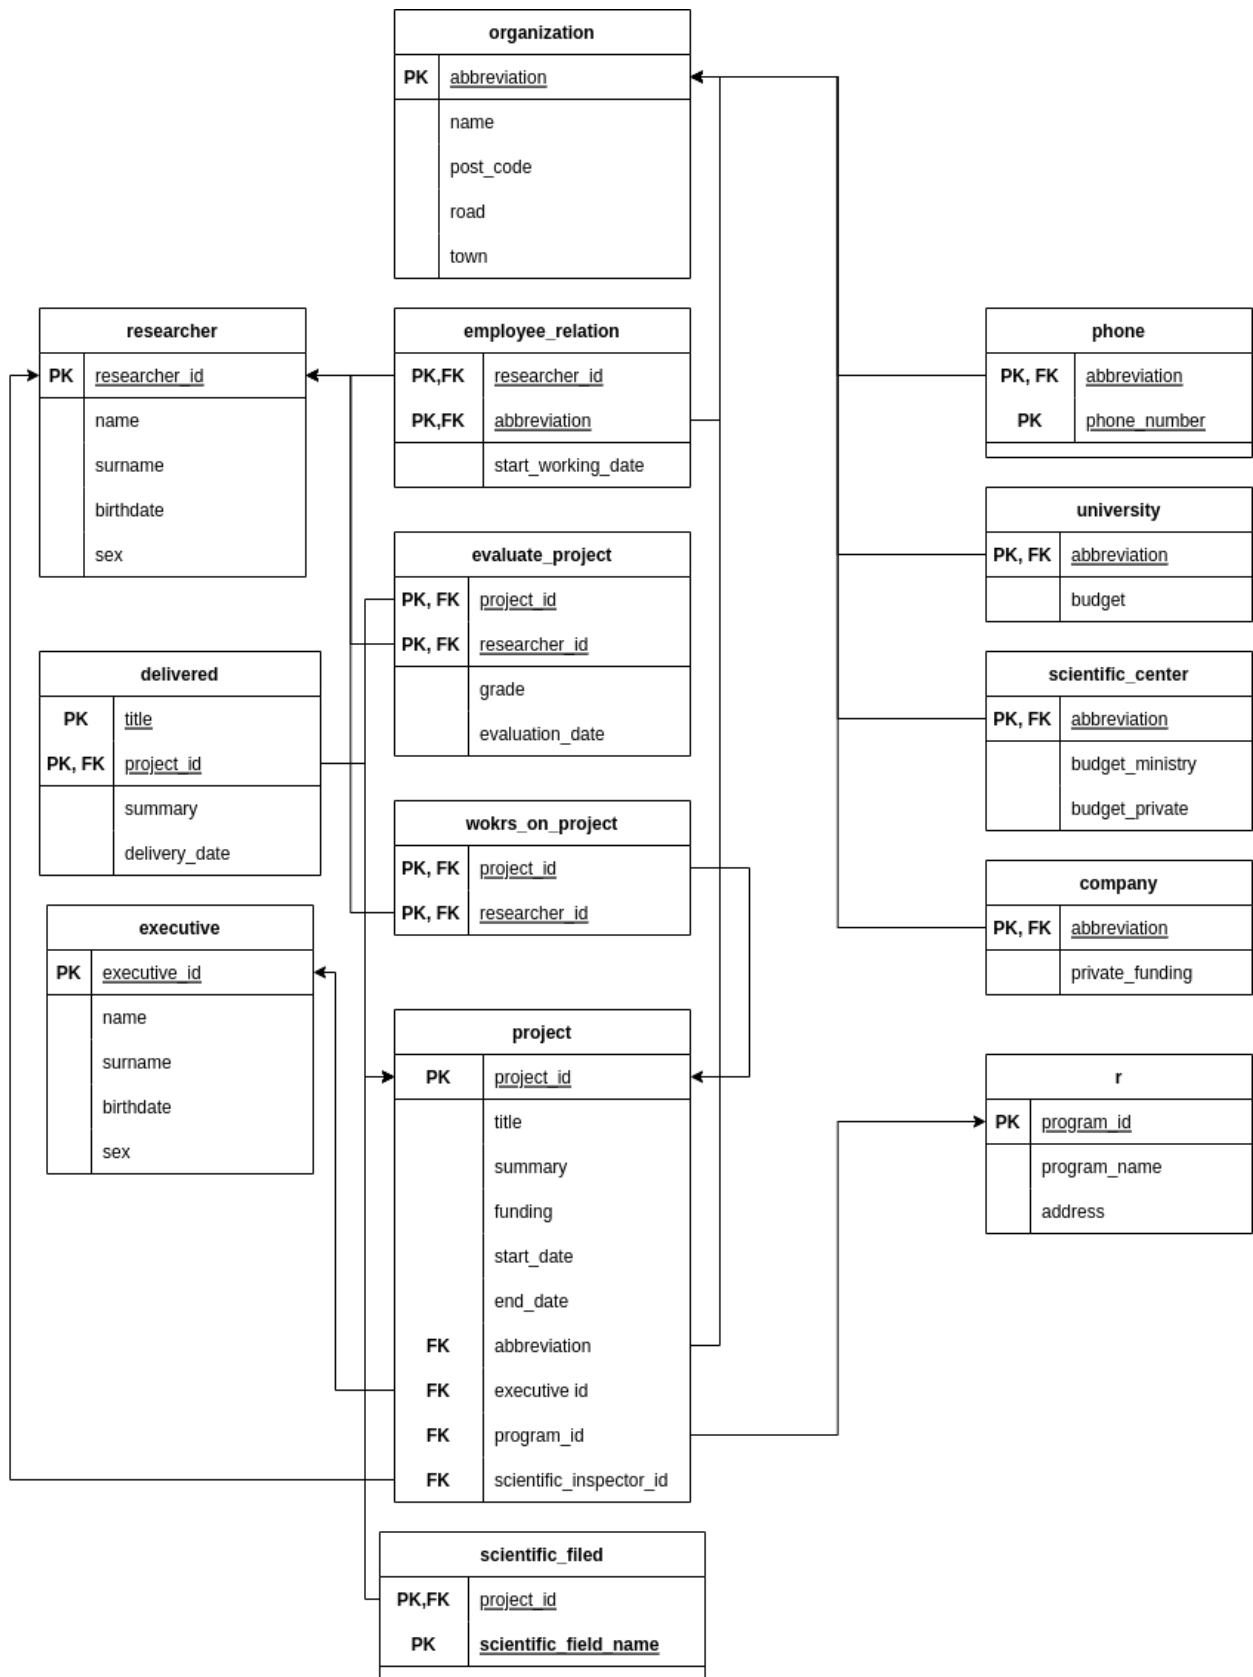 organization
PK abbreviation
name
post_code
road
town
researcher
PK researcher_id
name
surname
birthdate
sex
employee_relation
PK,FK researcher_id
PK,FK abbreviation
start_working_date
phone
PK, FK abbreviation
PK phone_number
evaluate_project
PK, FK project_id
PK, FK researcher_id
grade
evaluation_date
university
PK, FK abbreviation
budget
delivered
PK title
PK, FK project_id
summary
delivery_date
scientific_center
PK, FK abbreviation
budget_ministry
budget_private
wokrs_on_project
PK, FK project_id
PK, FK researcher_id
company
PK, FK abbreviation
private_funding
executive
PK executive_id
name
surname
birthdate
sex
project
PK project_id
title
summary
funding
start_date
end_date
FK abbreviation
FK executive id
FK program_id
FK scientific_inspector_id
r
PK program_id
program_name
address
scientific_filed
PK,FK project_id
PK scientific_field_name